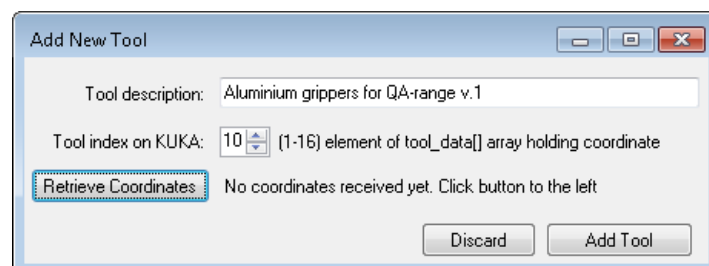 Add New Tool
Tool description: Aluminium grippers for QA-range v.1
Tool index on KUKA: 10 (1-16) element of tool_data[] array holding coordinate
Retrieve Coordinates No coordinates received yet. Click button to the left
Discard Add Tool